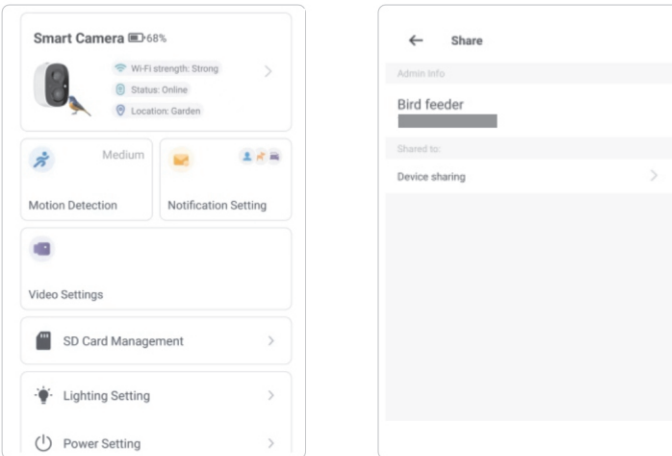 Smart Camera 68%
Wi-Fi strength: Strong
Status: Online
Location: Garden
Medium
Motion Detection
Notification Setting
Video Settings
SD Card Management
Lighting Setting
Power Setting
Share
Admin Info
Bird feeder
Shared to:
Device sharing